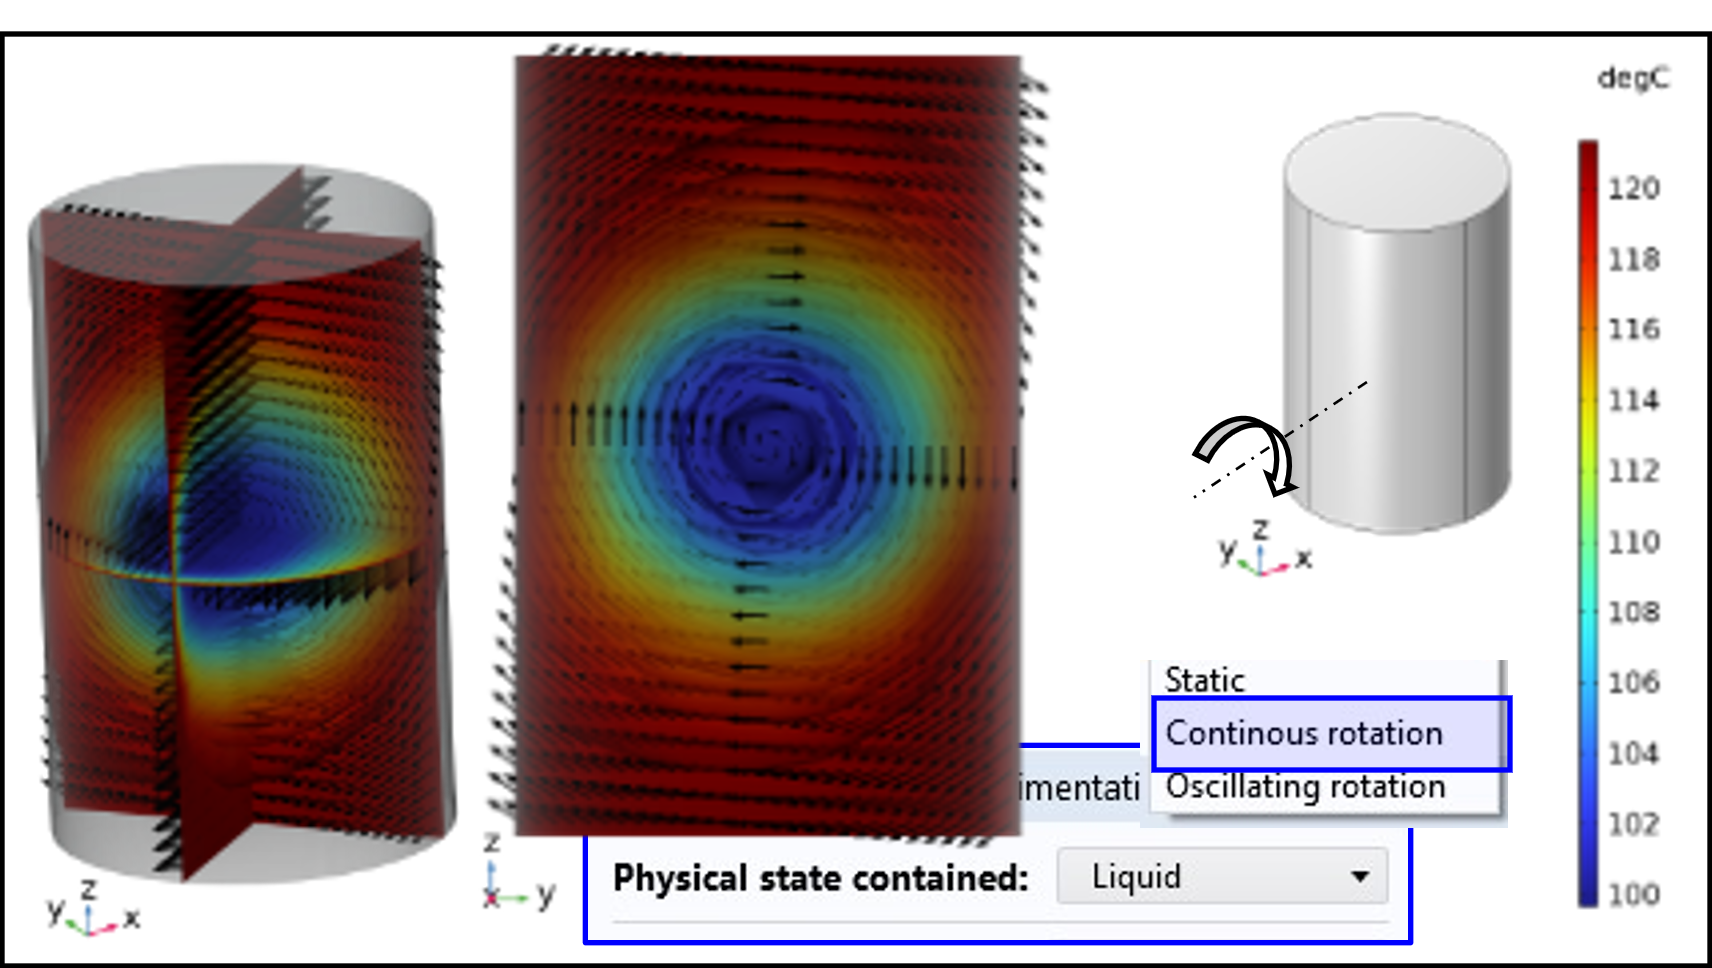 degC
120
118
116
114
112
110
108
106
104
102
100
z
y
x
Static
Continous rotation
Oscillating rotation
imentati
Physical state contained:
Liquid
z
x
y
z
y
x